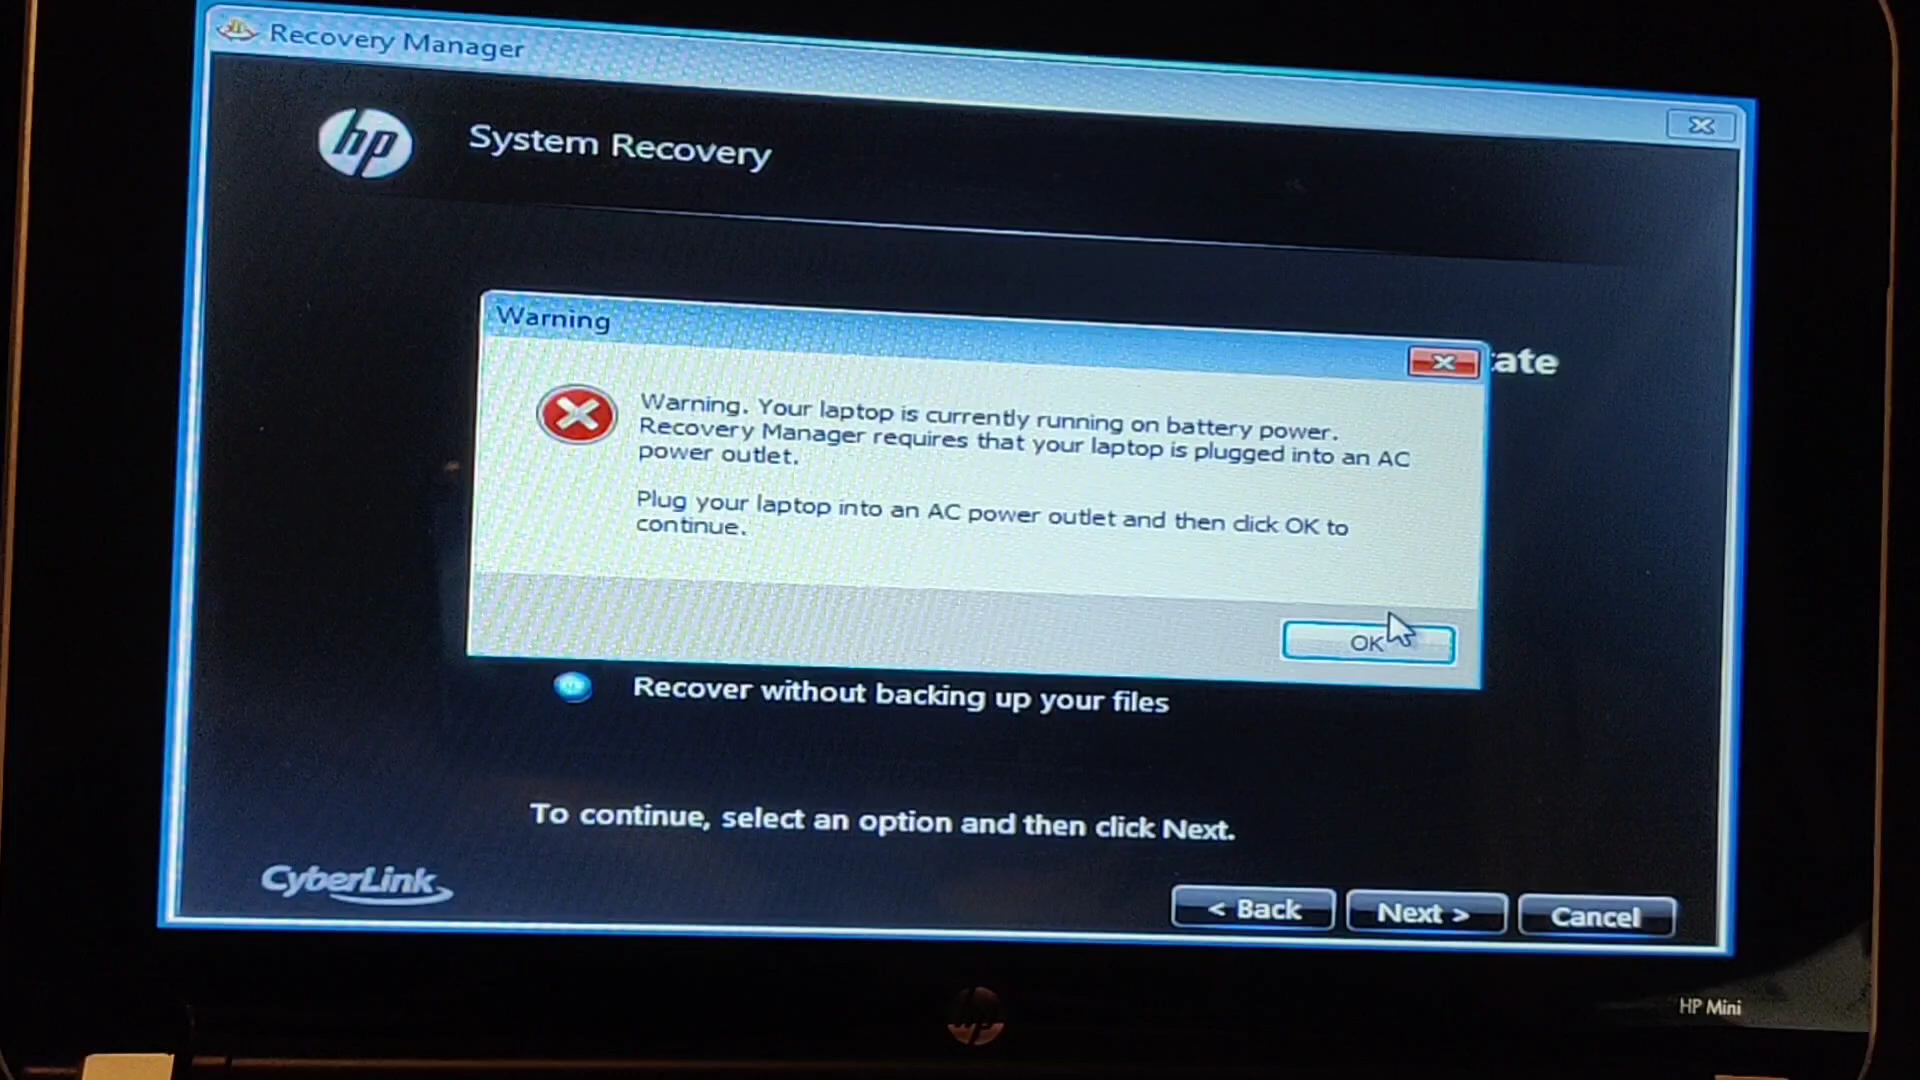 Recovery Manager
hp
System Recovery
Warning
ate
Warning. Your laptop is currently running on battery power.
Recovery Manager requires that your laptop is plugged into an AC
power outlet.
Plug your laptop into an AC power outlet and then click OK to
continue.
OK
Recover without backing up your files
To continue, select an option and then click Next.
CyberLink
< Back
Next >
Cancel
hp
HP Mini